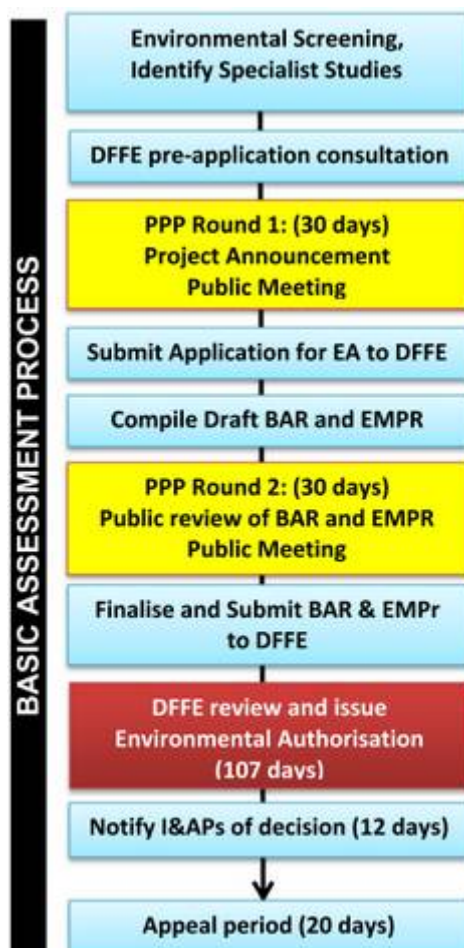 BASIC ASSESSMENT PROCESS
Environmental Screening,
Identify Specialist Studies
DFFE pre-application consultation
PPP Round 1: (30 days)
Project Announcement
Public Meeting
Submit Application for EA to DFFE
Compile Draft BAR and EMPR
PPP Round 2: (30 days)
Public review of BAR and EMPR
Public Meeting
Finalise and Submit BAR & EMPr
to DFFE
DFFE review and issue
Environmental Authorisation
(107 days)
Notify I&APs of decision (12 days)
Appeal period (20 days)